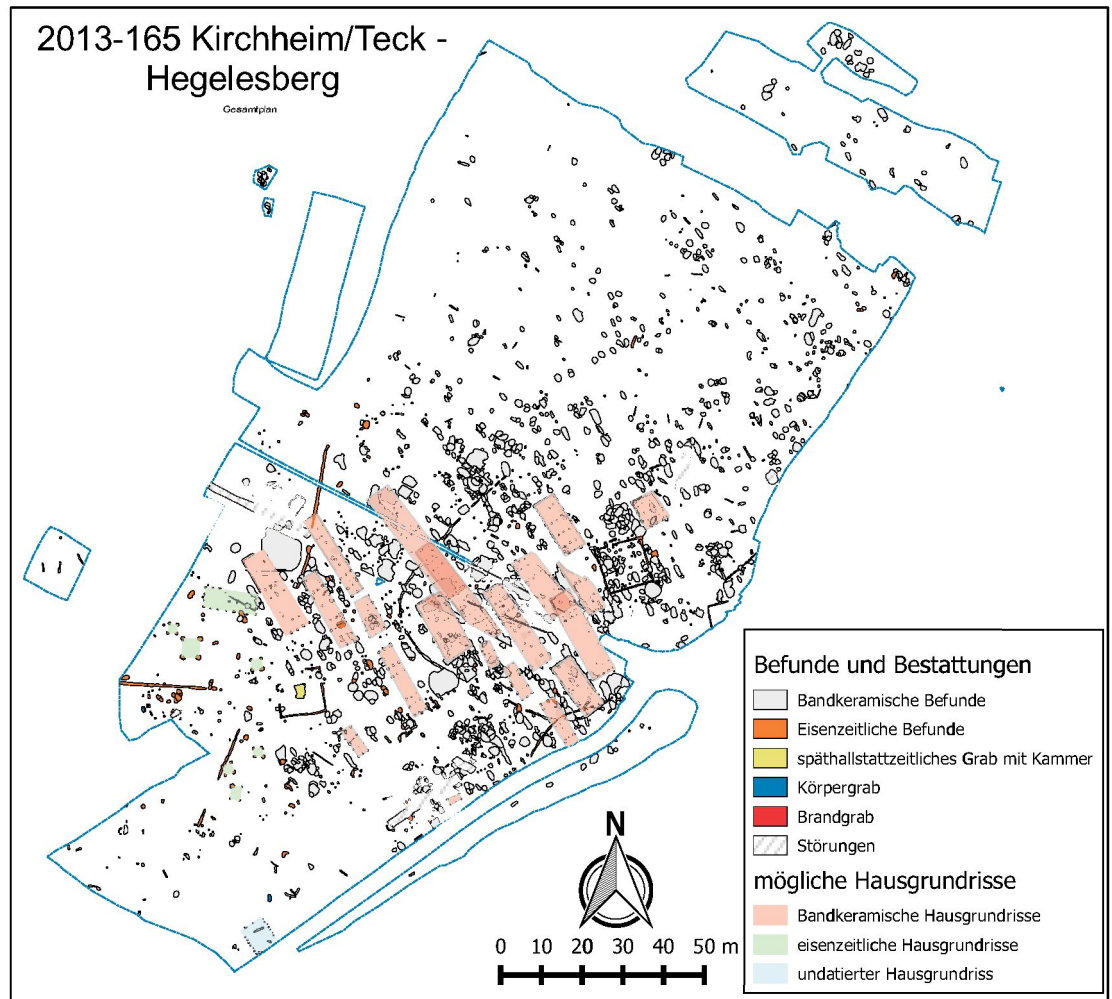 2013-165 Kirchheim/Teck -
Hegelesberg
Gesamtplan
Befunde und Bestattungen
Bandkeramische Befunde
Eisenzeitliche Befunde
späthallstattzeitliches Grab mit Kammer
Körpergrab
Brandgrab
Störungen
mögliche Hausgrundrisse
Bandkeramische Hausgrundrisse
eisenzeitliche Hausgrundrisse
undatierter Hausgrundriss
N
0 10 20 30 40 50 m